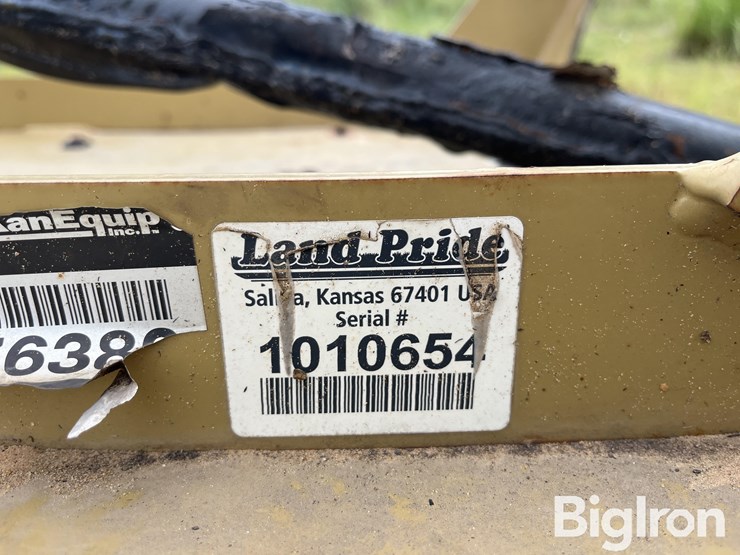 KanEquip
Inc.
Land Pride
Salina, Kansas 67401 USA
Serial #
1010654
BigIron